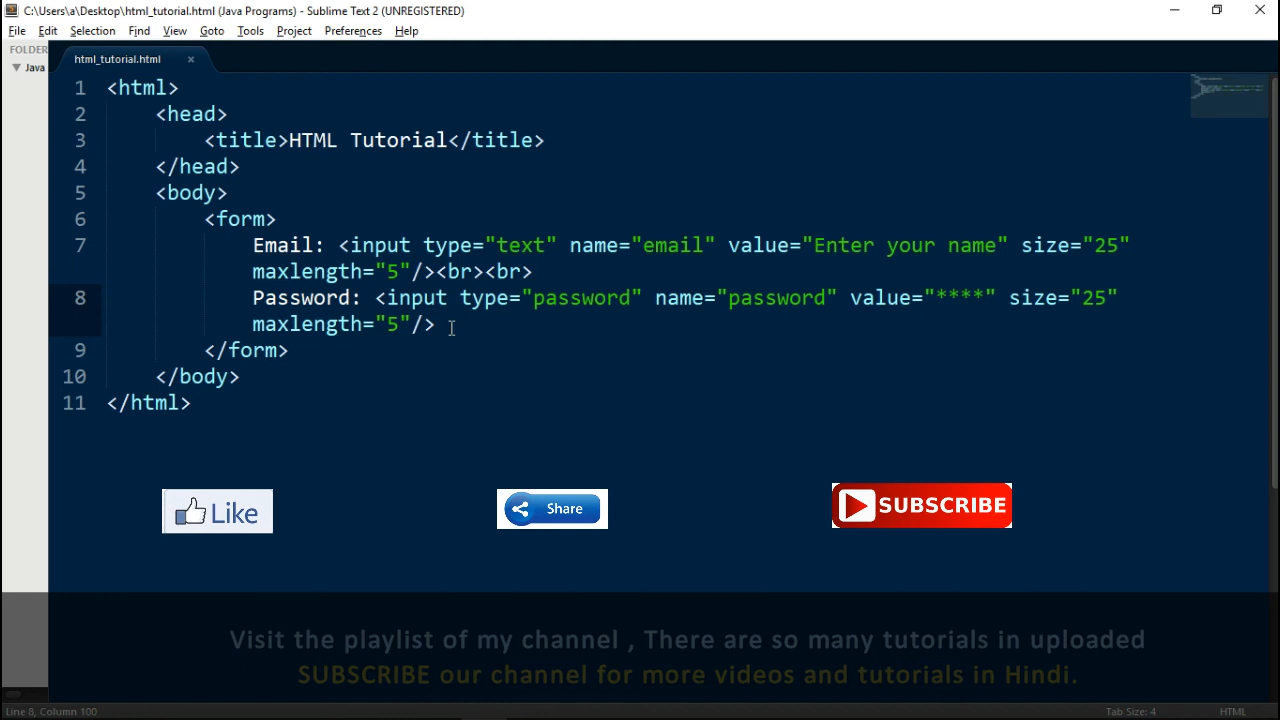 C:\Users\a\Desktop\html_tutorial.html (Java Programs) - Sublime Text 2 (UNREGISTERED)
File Edit Selection Find View Goto Tools Project Preferences Help
FOLDER
Java
html_tutorial.html ×
1 <html>
2 <head>
3 <title>HTML Tutorial</title>
4 </head>
5 <body>
6 <form>
7 Email: <input type="text" name="email" value="Enter your name" size="25"
maxlength="5"/><br><br>
8 Password: <input type="password" name="password" value="****" size="25"
maxlength="5"/>
9 </form>
10 </body>
11 </html>
Like
Share
SUBSCRIBE
Visit the playlist of my channel , There are so many tutorials in uploaded
SUBSCRIBE our channel for more videos and tutorials in Hindi.
Line 8, Column 100
Tab Size: 4
HTML